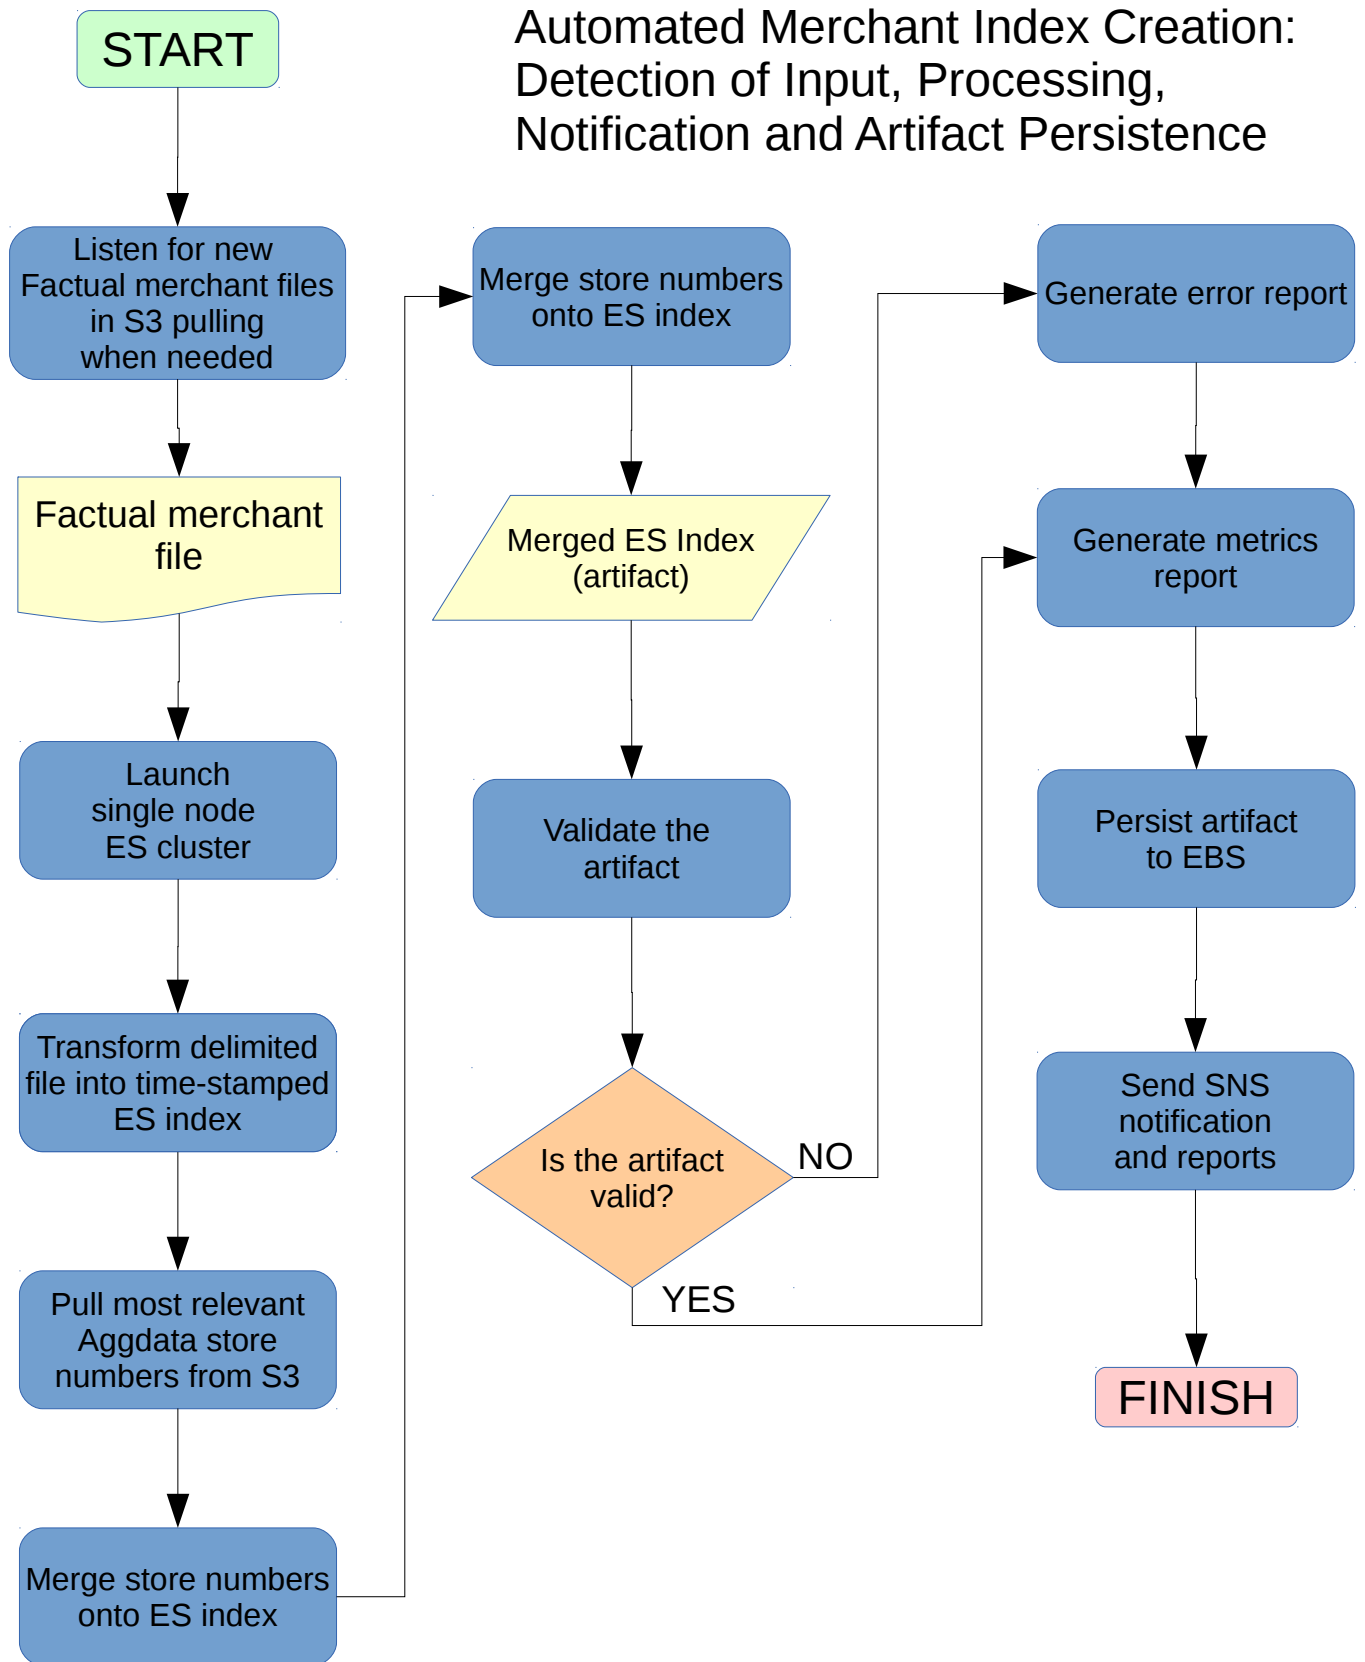 START
Automated Merchant Index Creation:
Detection of Input, Processing,
Notification and Artifact Persistence
Listen for new
Factual merchant files
in S3 pulling
when needed
Factual merchant
file
Launch
single node
ES cluster
Transform delimited
file into time-stamped
ES index
Pull most relevant
Aggdata store
numbers from S3
Merge store numbers
onto ES index
Merge store numbers
onto ES index
Merged ES Index
(artifact)
Validate the
artifact
Is the artifact
valid?
NO
YES
Generate error report
Generate metrics
report
Persist artifact
to EBS
Send SNS
notification
and reports
FINISH